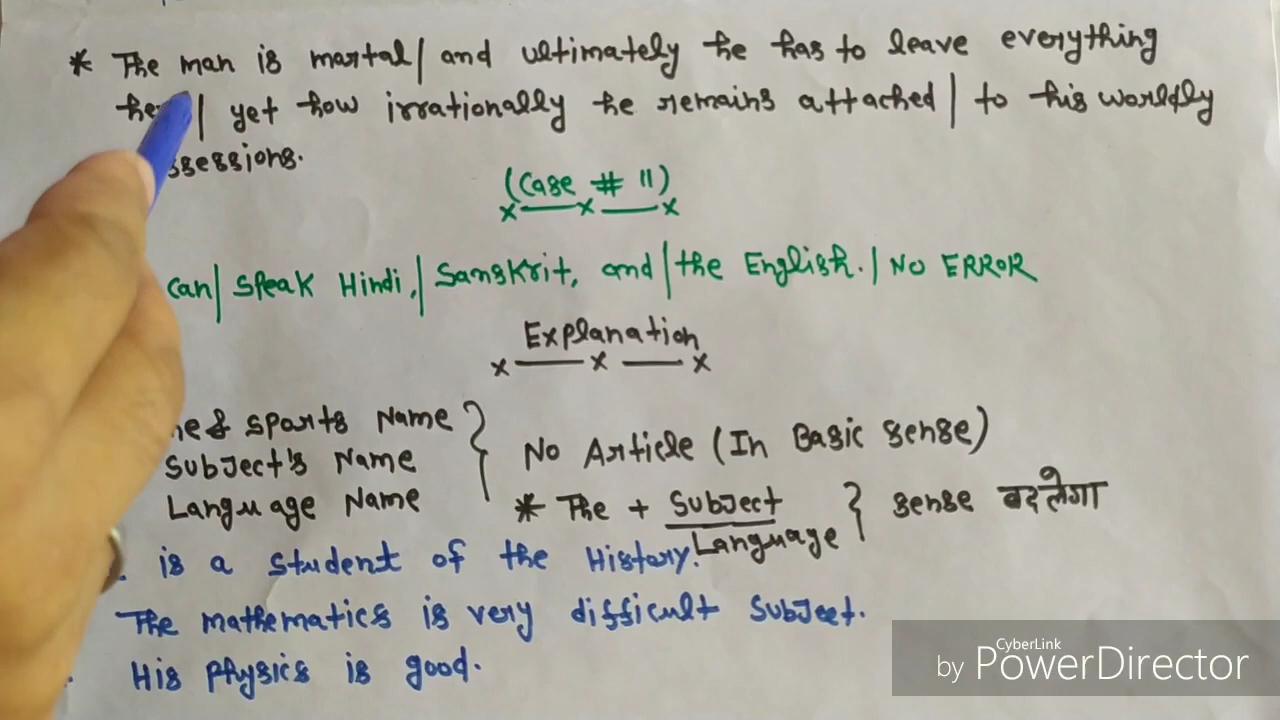 * The man is mortal / and ultimately he has to leave everything
/ yet how irrationally he remains attached / to his worldly
ssessions.
(Case # 11)
x — x — x
can / speak Hindi, / Sanskrit, and / the English. / NO ERROR
Explanation
x — x — x
& sports Name
Subject's Name
Language Name
} No Article (In Basic sense)
* The + Subject
Language } sense बदलेगा
is a student of the History.
The mathematics is very difficult subject.
His physics is good.
CyberLink
by PowerDirector